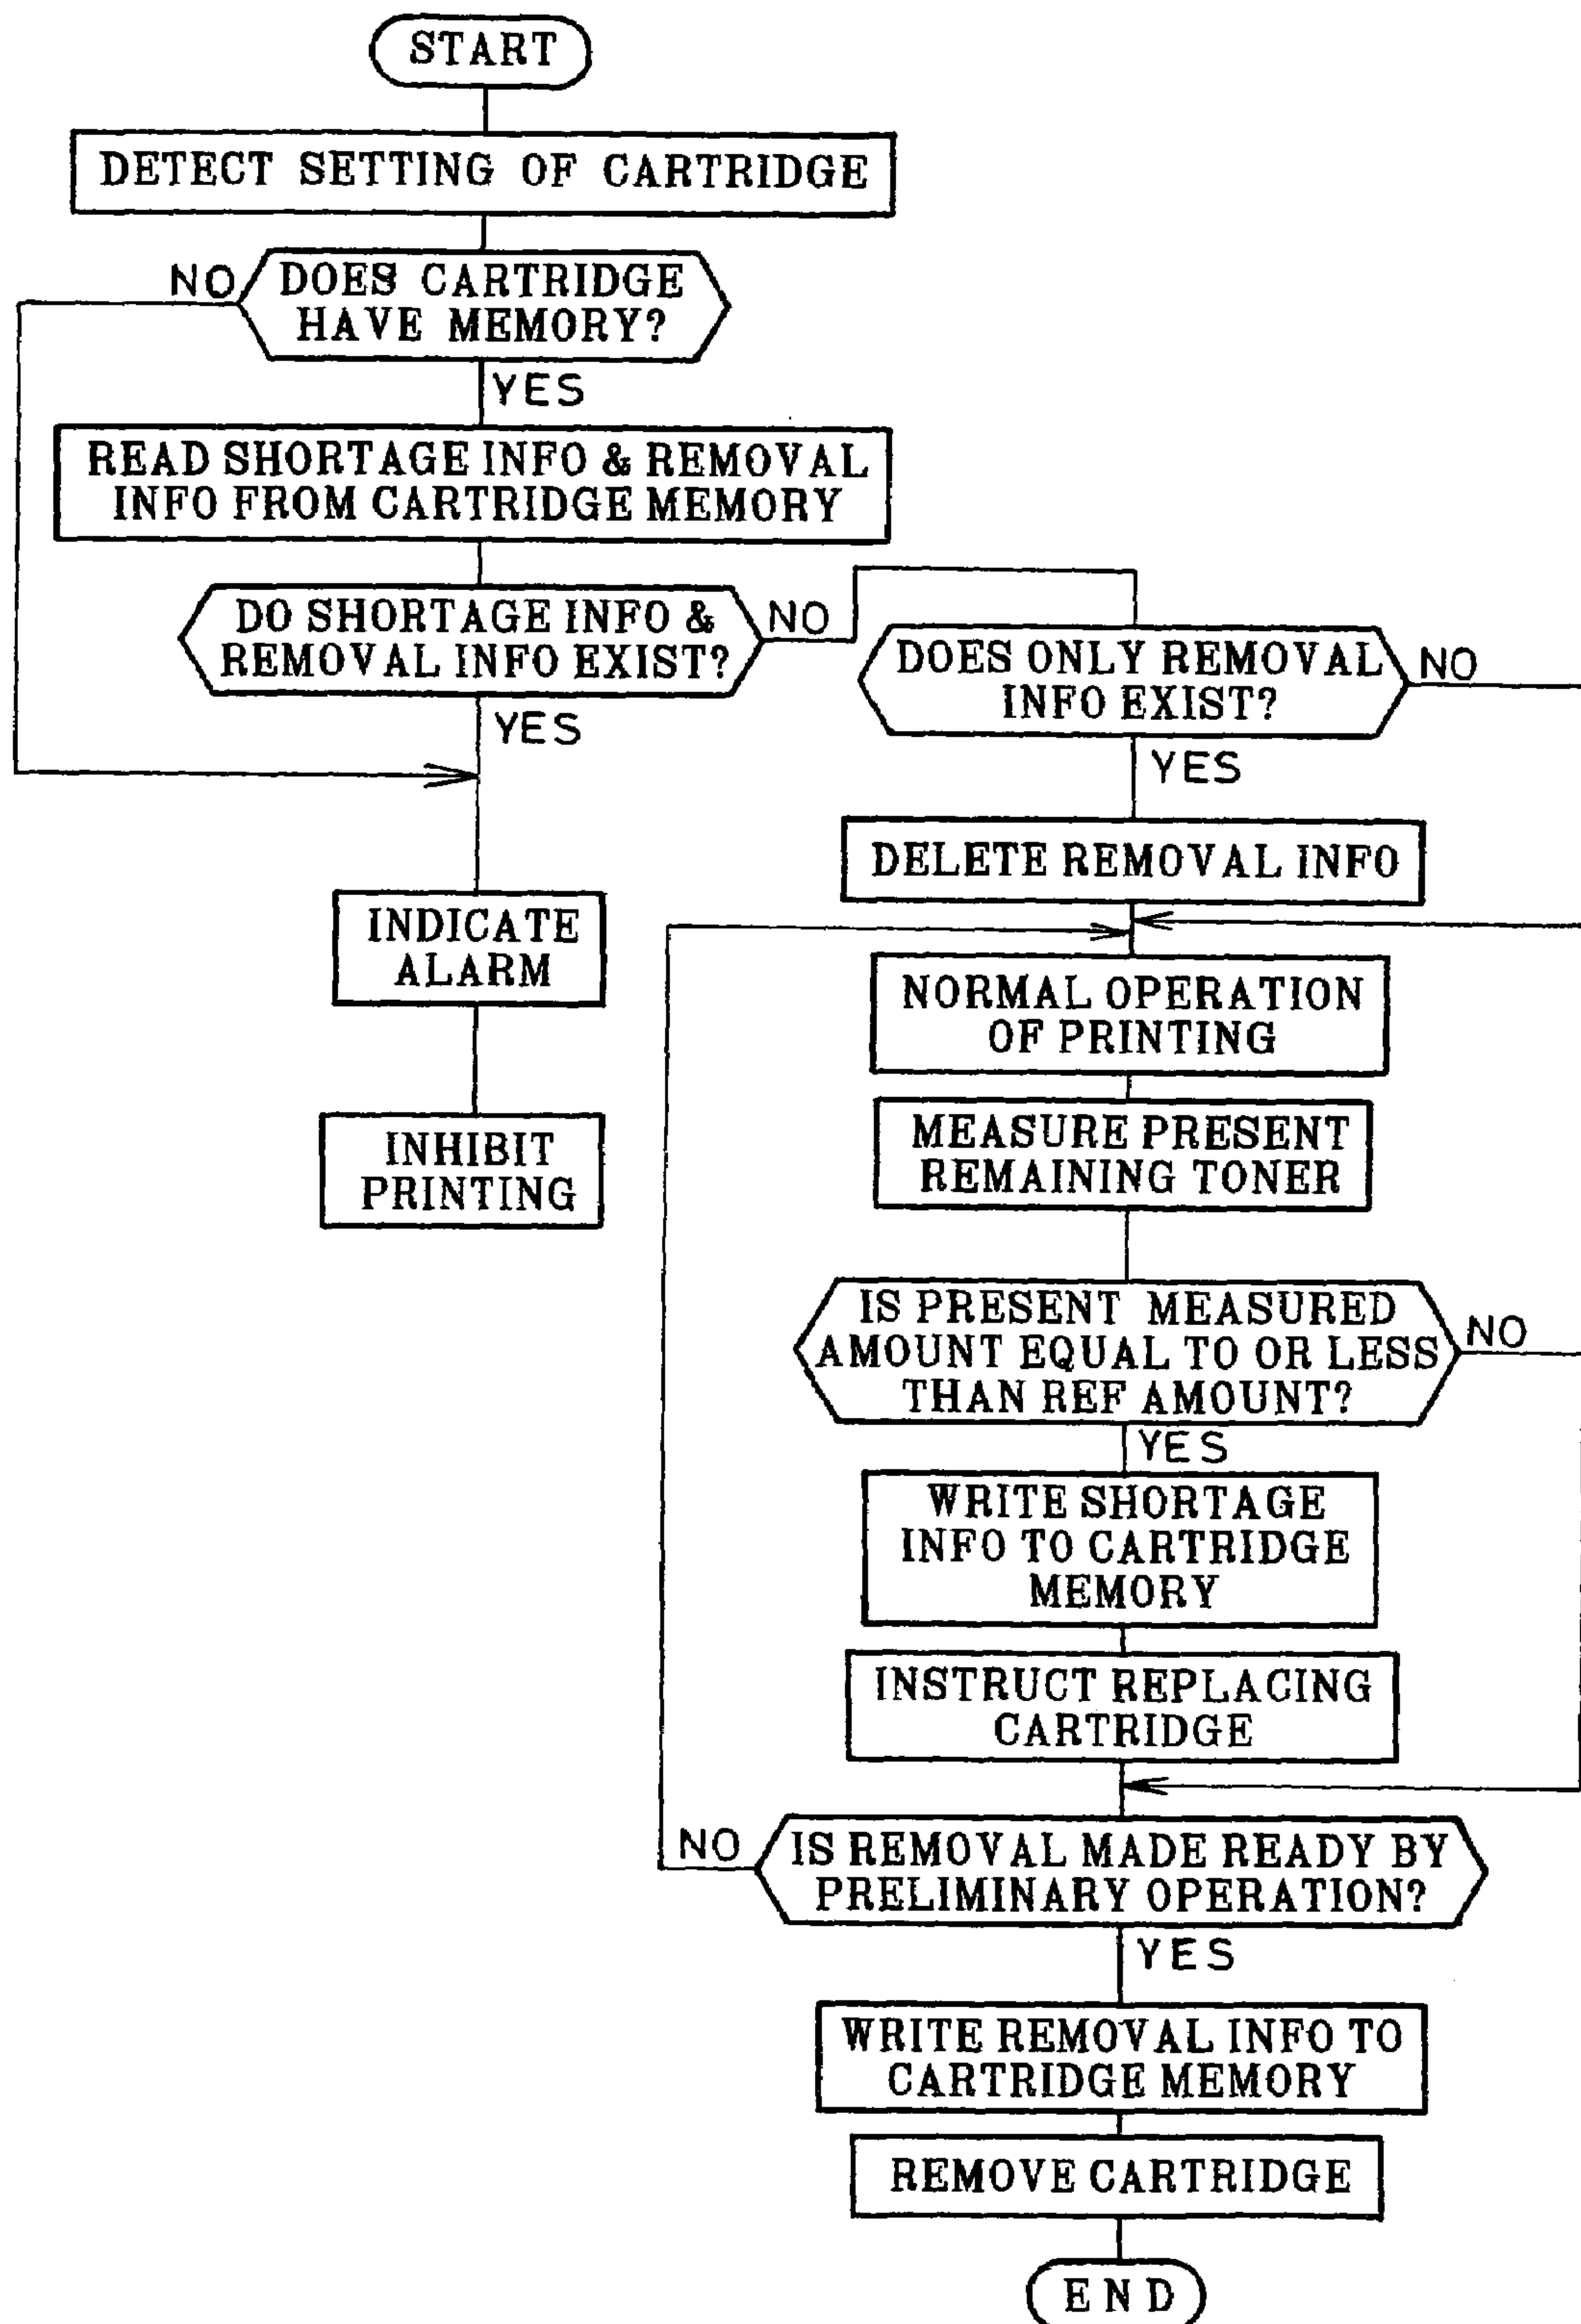 START
DETECT SETTING OF CARTRIDGE
NO
DOES CARTRIDGE
HAVE MEMORY?
YES
READ SHORTAGE INFO & REMOVAL
INFO FROM CARTRIDGE MEMORY
DO SHORTAGE INFO &
REMOVAL INFO EXIST?
NO
YES
DOES ONLY REMOVAL
INFO EXIST?
NO
YES
INDICATE
ALARM
INHIBIT
PRINTING
DELETE REMOVAL INFO
NORMAL OPERATION
OF PRINTING
MEASURE PRESENT
REMAINING TONER
IS PRESENT MEASURED
AMOUNT EQUAL TO OR LESS
THAN REF AMOUNT?
NO
YES
WRITE SHORTAGE
INFO TO CARTRIDGE
MEMORY
INSTRUCT REPLACING
CARTRIDGE
NO
IS REMOVAL MADE READY BY
PRELIMINARY OPERATION?
YES
WRITE REMOVAL INFO TO
CARTRIDGE MEMORY
REMOVE CARTRIDGE
END